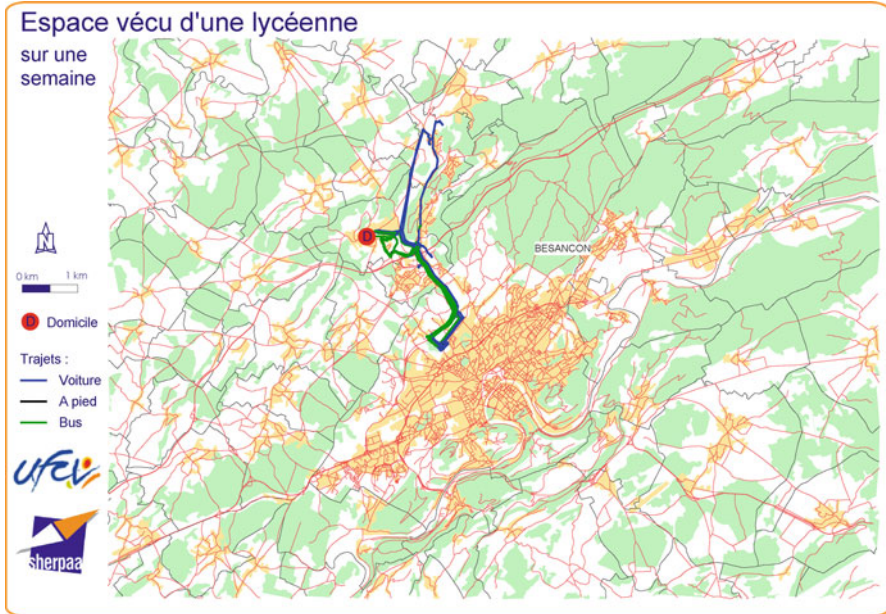 Espace vécu d'une lycéenne
sur une
semaine
BESANCON
N
0 km 1 km
D
D Domicile
Trajets :
Voiture
A pied
Bus
ufcv
sherpaa